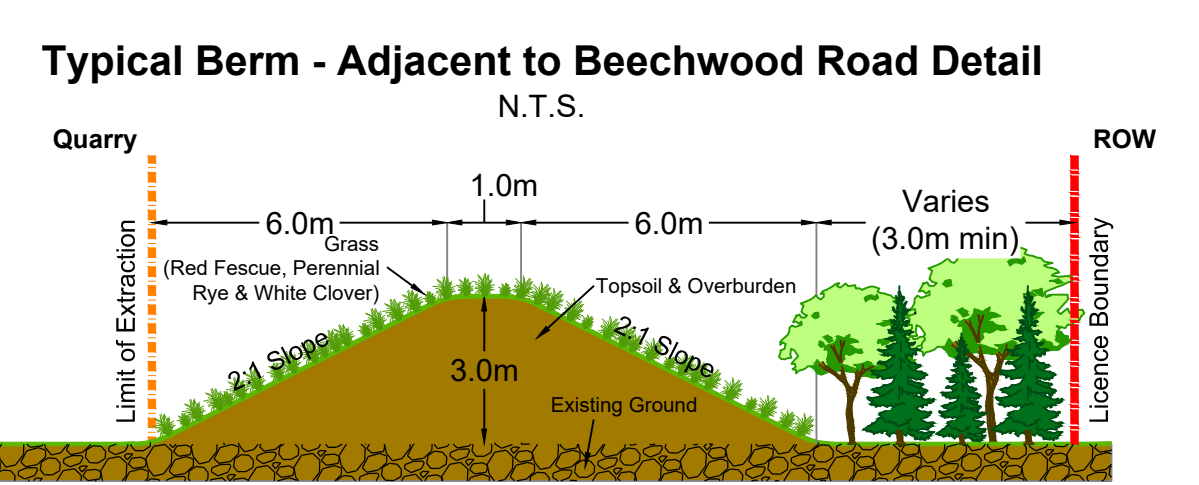 Typical Berm - Adjacent to Beechwood Road Detail
N.T.S.
Quarry
ROW
1.0m
6.0m
6.0m
Varies
(3.0m min)
Limit of Extraction
Grass
(Red Fescue, Perennial
Rye & White Clover)
Topsoil & Overburden
2:1 Slope
2:1 Slope
3.0m
Existing Ground
Licence Boundary